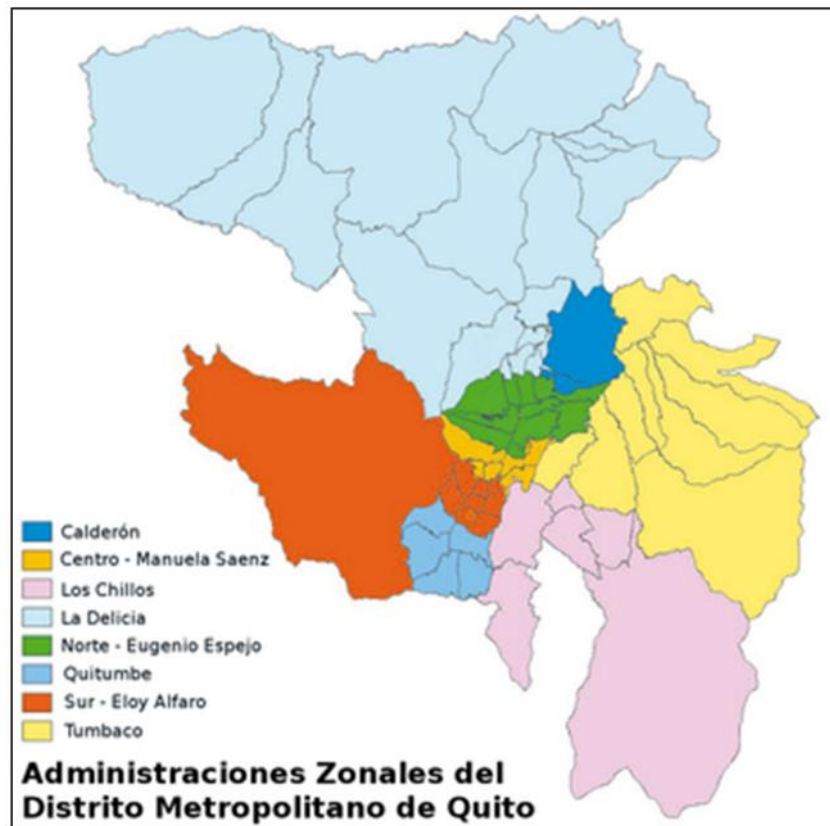 Calderón
Centro - Manuela Saenz
Los Chillos
La Delicia
Norte - Eugenio Espejo
Quitumbe
Sur - Eloy Alfaro
Tumbaco
Administraciones Zonales del
Distrito Metropolitano de Quito